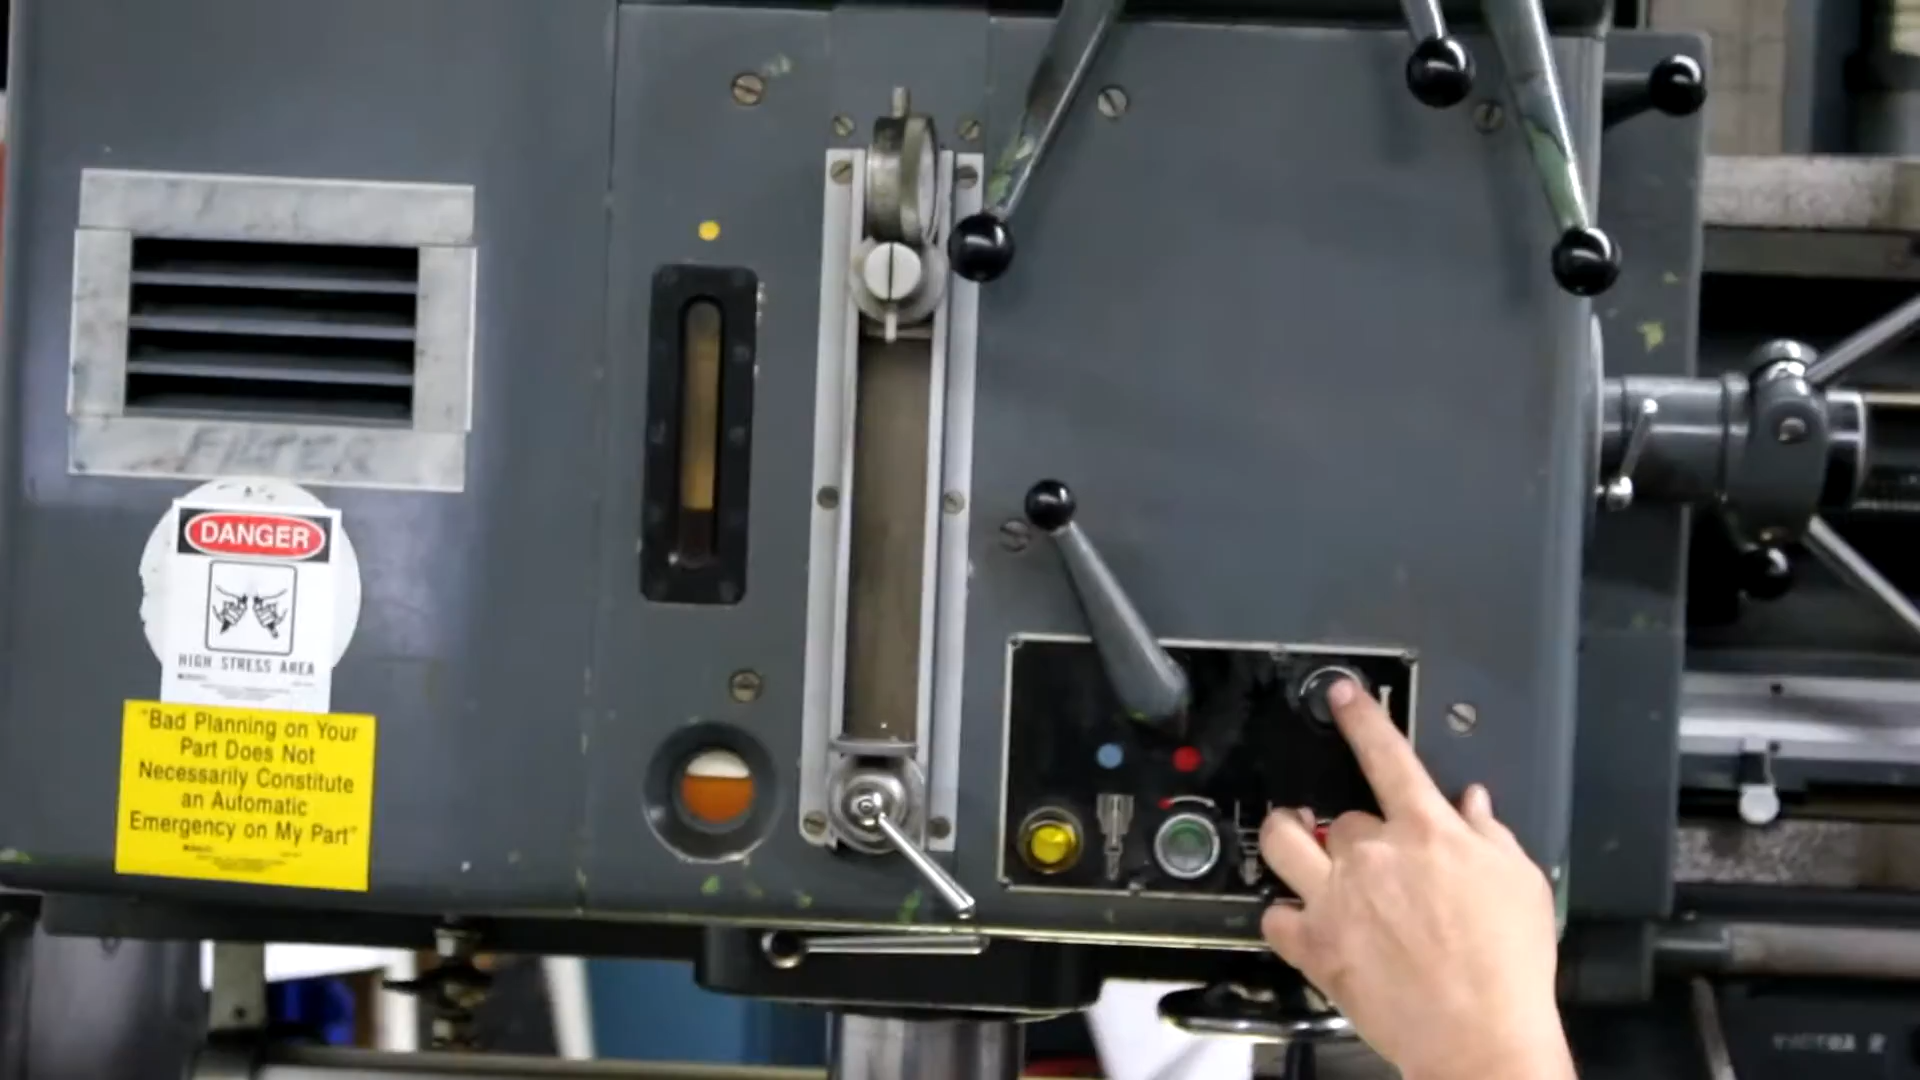 FILTER
DANGER
HIGH STRESS AREA
"Bad Planning on Your
Part Does Not
Necessarily Constitute
an Automatic
Emergency on My Part"